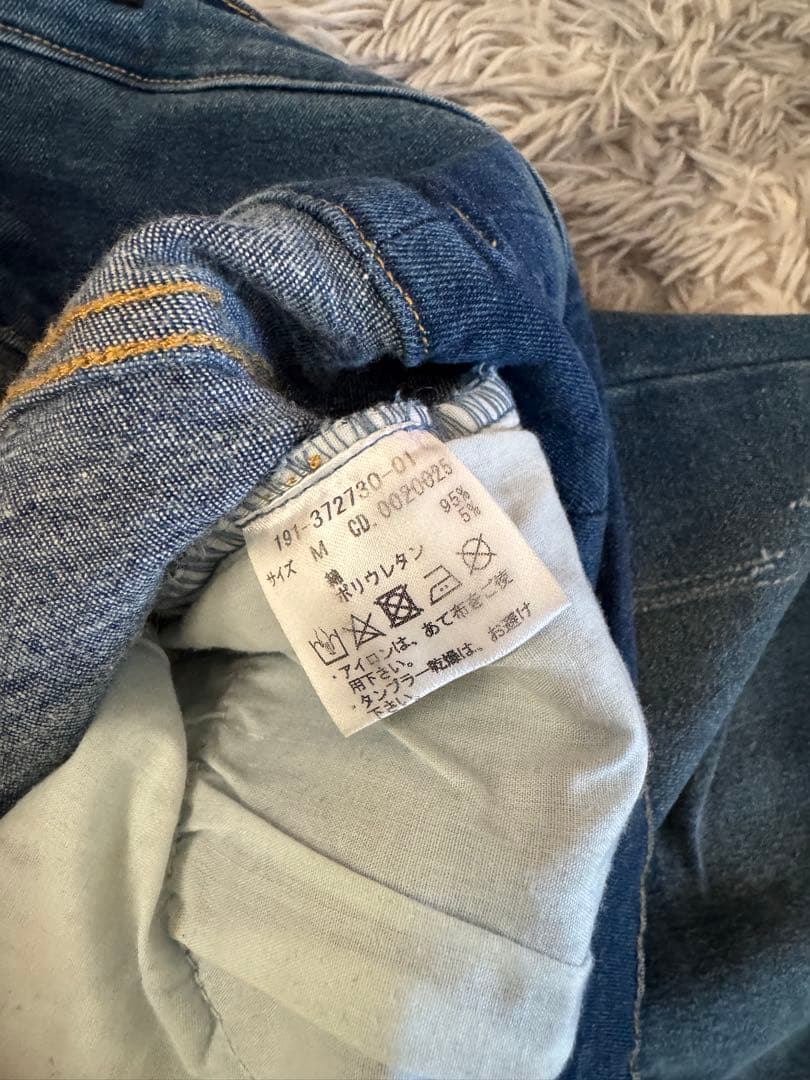 191-372730-01
サイズ M CD.0020025
綿 95%
ポリウレタン 5%
・アイロンは、あて布をご使
用下さい。
・タンブラー乾燥は、お避け
下さい